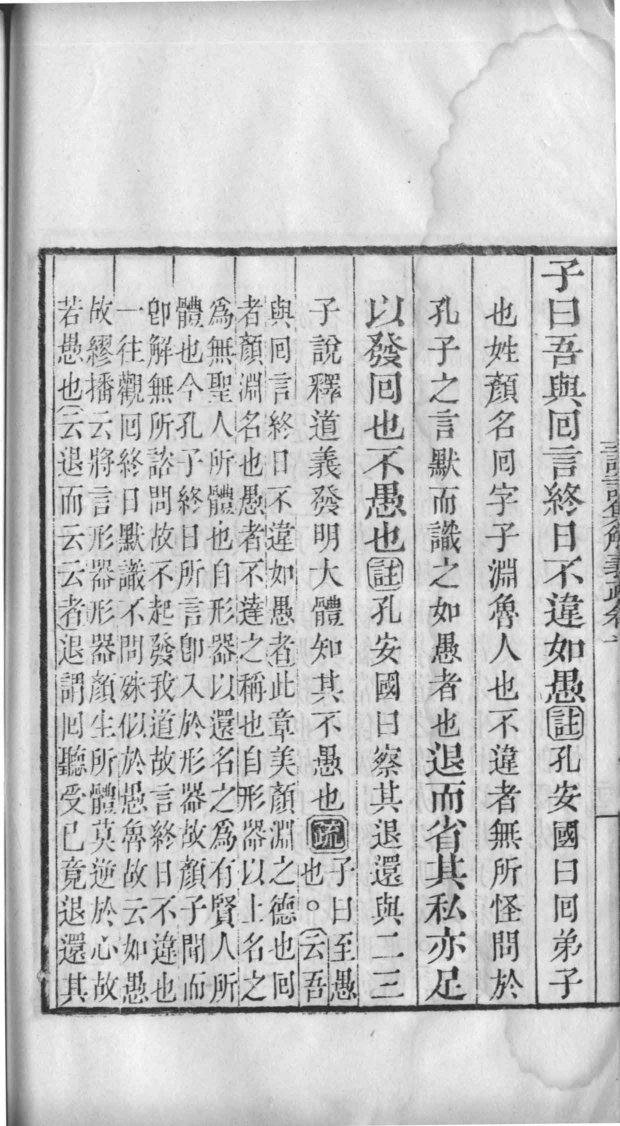 子曰吾與回言終日不違如愚註孔安國曰回弟子
也姓顏名回字子淵魯人也不違者無所怪問於
孔子之言默而識之如愚者也退而省其私亦足
以發回也不愚也註孔安國曰察其退還與二三
子說釋道義發明大體知其不愚也疏子曰至愚
也。云吾
與回言終日不違如愚者此章美顏淵之德也回
者顏淵名也愚者不達之稱也自形器以上名之
爲無聖人所體也自形器以還名之爲有賢人所
體也今孔子終日所言卽入於形器故顏子聞而
卽解無所諮問故不起發我道故言終日不違也
一往觀回終日默識不問殊似於愚魯故云如愚
故繆播云將言形器形器顏生所體莫逆於心故
若愚也云退而云云者退謂回聽受已竟退還其